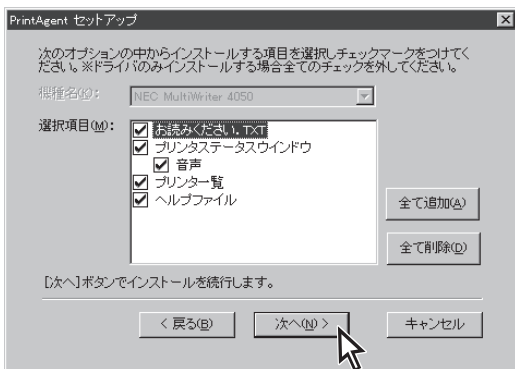 PrintAgent セットアップ
次のオプションの中からインストールする項目を選択しチェックマークをつけてく
ださい。※ドライバのみインストールする場合全てのチェックを外してください。
機種名(K):
NEC MultiWriter 4050
選択項目(M):
お読みください.TXT
プリンタステータスウインドウ
音声
プリンター覧
ヘルプファイル
全て追加(A)
全て削除(D)
[次へ]ボタンでインストールを続行します。
< 戻る(B)
次へ(N) >
キャンセル